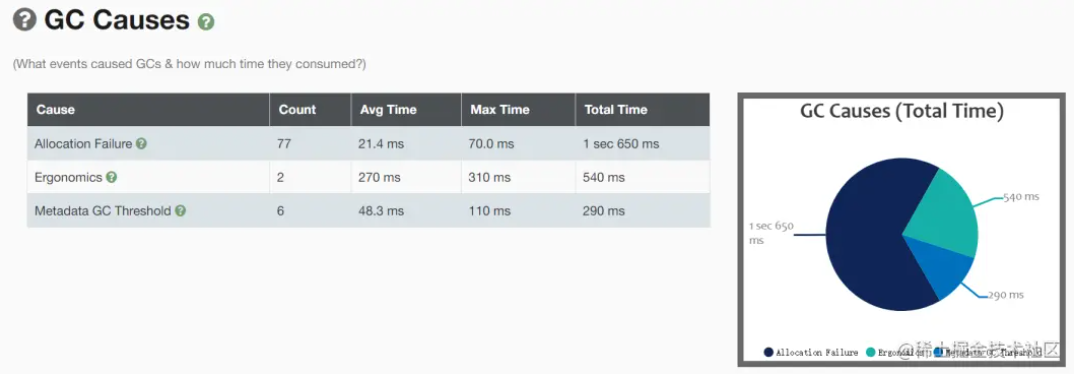 GC Causes
(What events caused GCs & how much time they consumed?)
Cause Count Avg Time Max Time Total Time
Allocation Failure 77 21.4 ms 70.0 ms 1 sec 650 ms
Ergonomics 2 270 ms 310 ms 540 ms
Metadata GC Threshold 6 48.3 ms 110 ms 290 ms
GC Causes (Total Time)
540 ms
1 sec 650
ms
290 ms
Allocation Failure Ergonomics Metadata GC Threshold
@稀土掘金技术社区